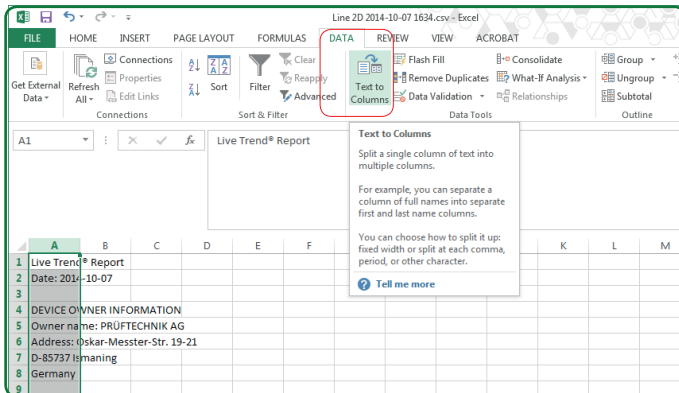 Line 2D 2014-10-07 1634.csv - Excel
FILE HOME INSERT PAGE LAYOUT FORMULAS DATA REVIEW VIEW ACROBAT
Get External Data
Refresh All
Connections
Properties
Edit Links
Connections
Sort
Filter
Clear
Reapply
Advanced
Sort & Filter
Text to Columns
Flash Fill
Remove Duplicates
Data Validation
Consolidate
What-If Analysis
Relationships
Data Tools
Group
Ungroup
Subtotal
Outline
A1
fx
Live Trend® Report
Text to Columns
Split a single column of text into
multiple columns.
For example, you can separate a
column of full names into separate
first and last name columns.
You can choose how to split it up:
fixed width or split at each comma,
period, or other character.
Tell me more
A B C D E F K L M
1 Live Trend® Report
2 Date: 2014-10-07
3
4 DEVICE OWNER INFORMATION
5 Owner name: PRÜFTECHNIK AG
6 Address: Oskar-Messter-Str. 19-21
7 D-85737 Ismaning
8 Germany
9